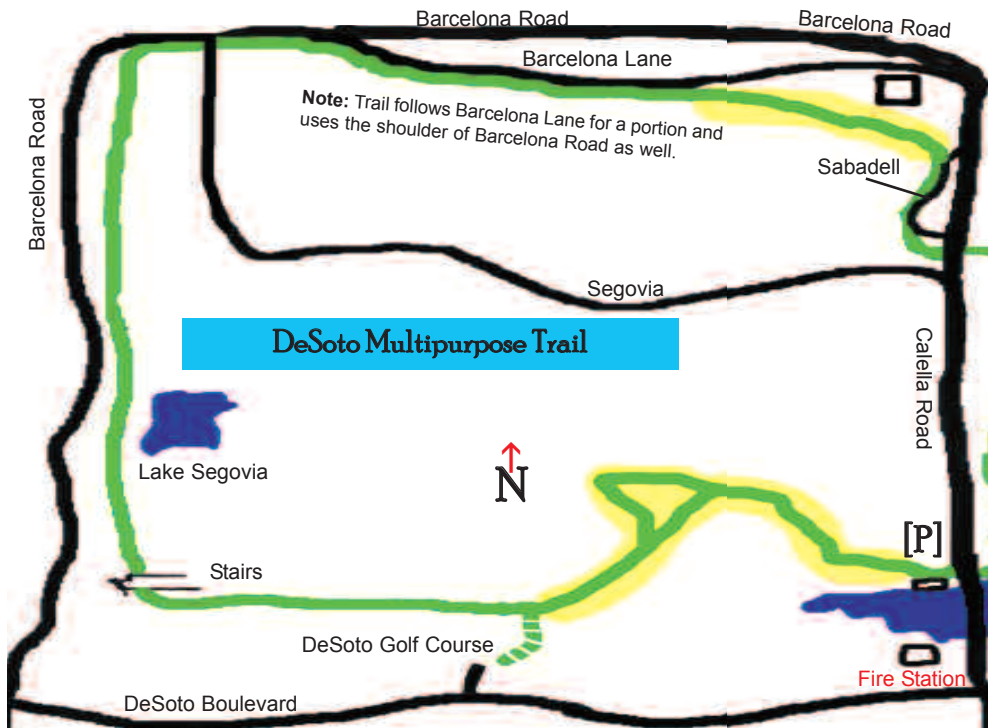 Barcelona Road
Barcelona Road
Barcelona Lane
Note: Trail follows Barcelona Lane for a portion and
uses the shoulder of Barcelona Road as well.
Barcelona Road
Sabadell
Segovia
DeSoto Multipurpose Trail
Calella Road
Lake Segovia
N
[P]
Stairs
DeSoto Golf Course
Fire Station
DeSoto Boulevard